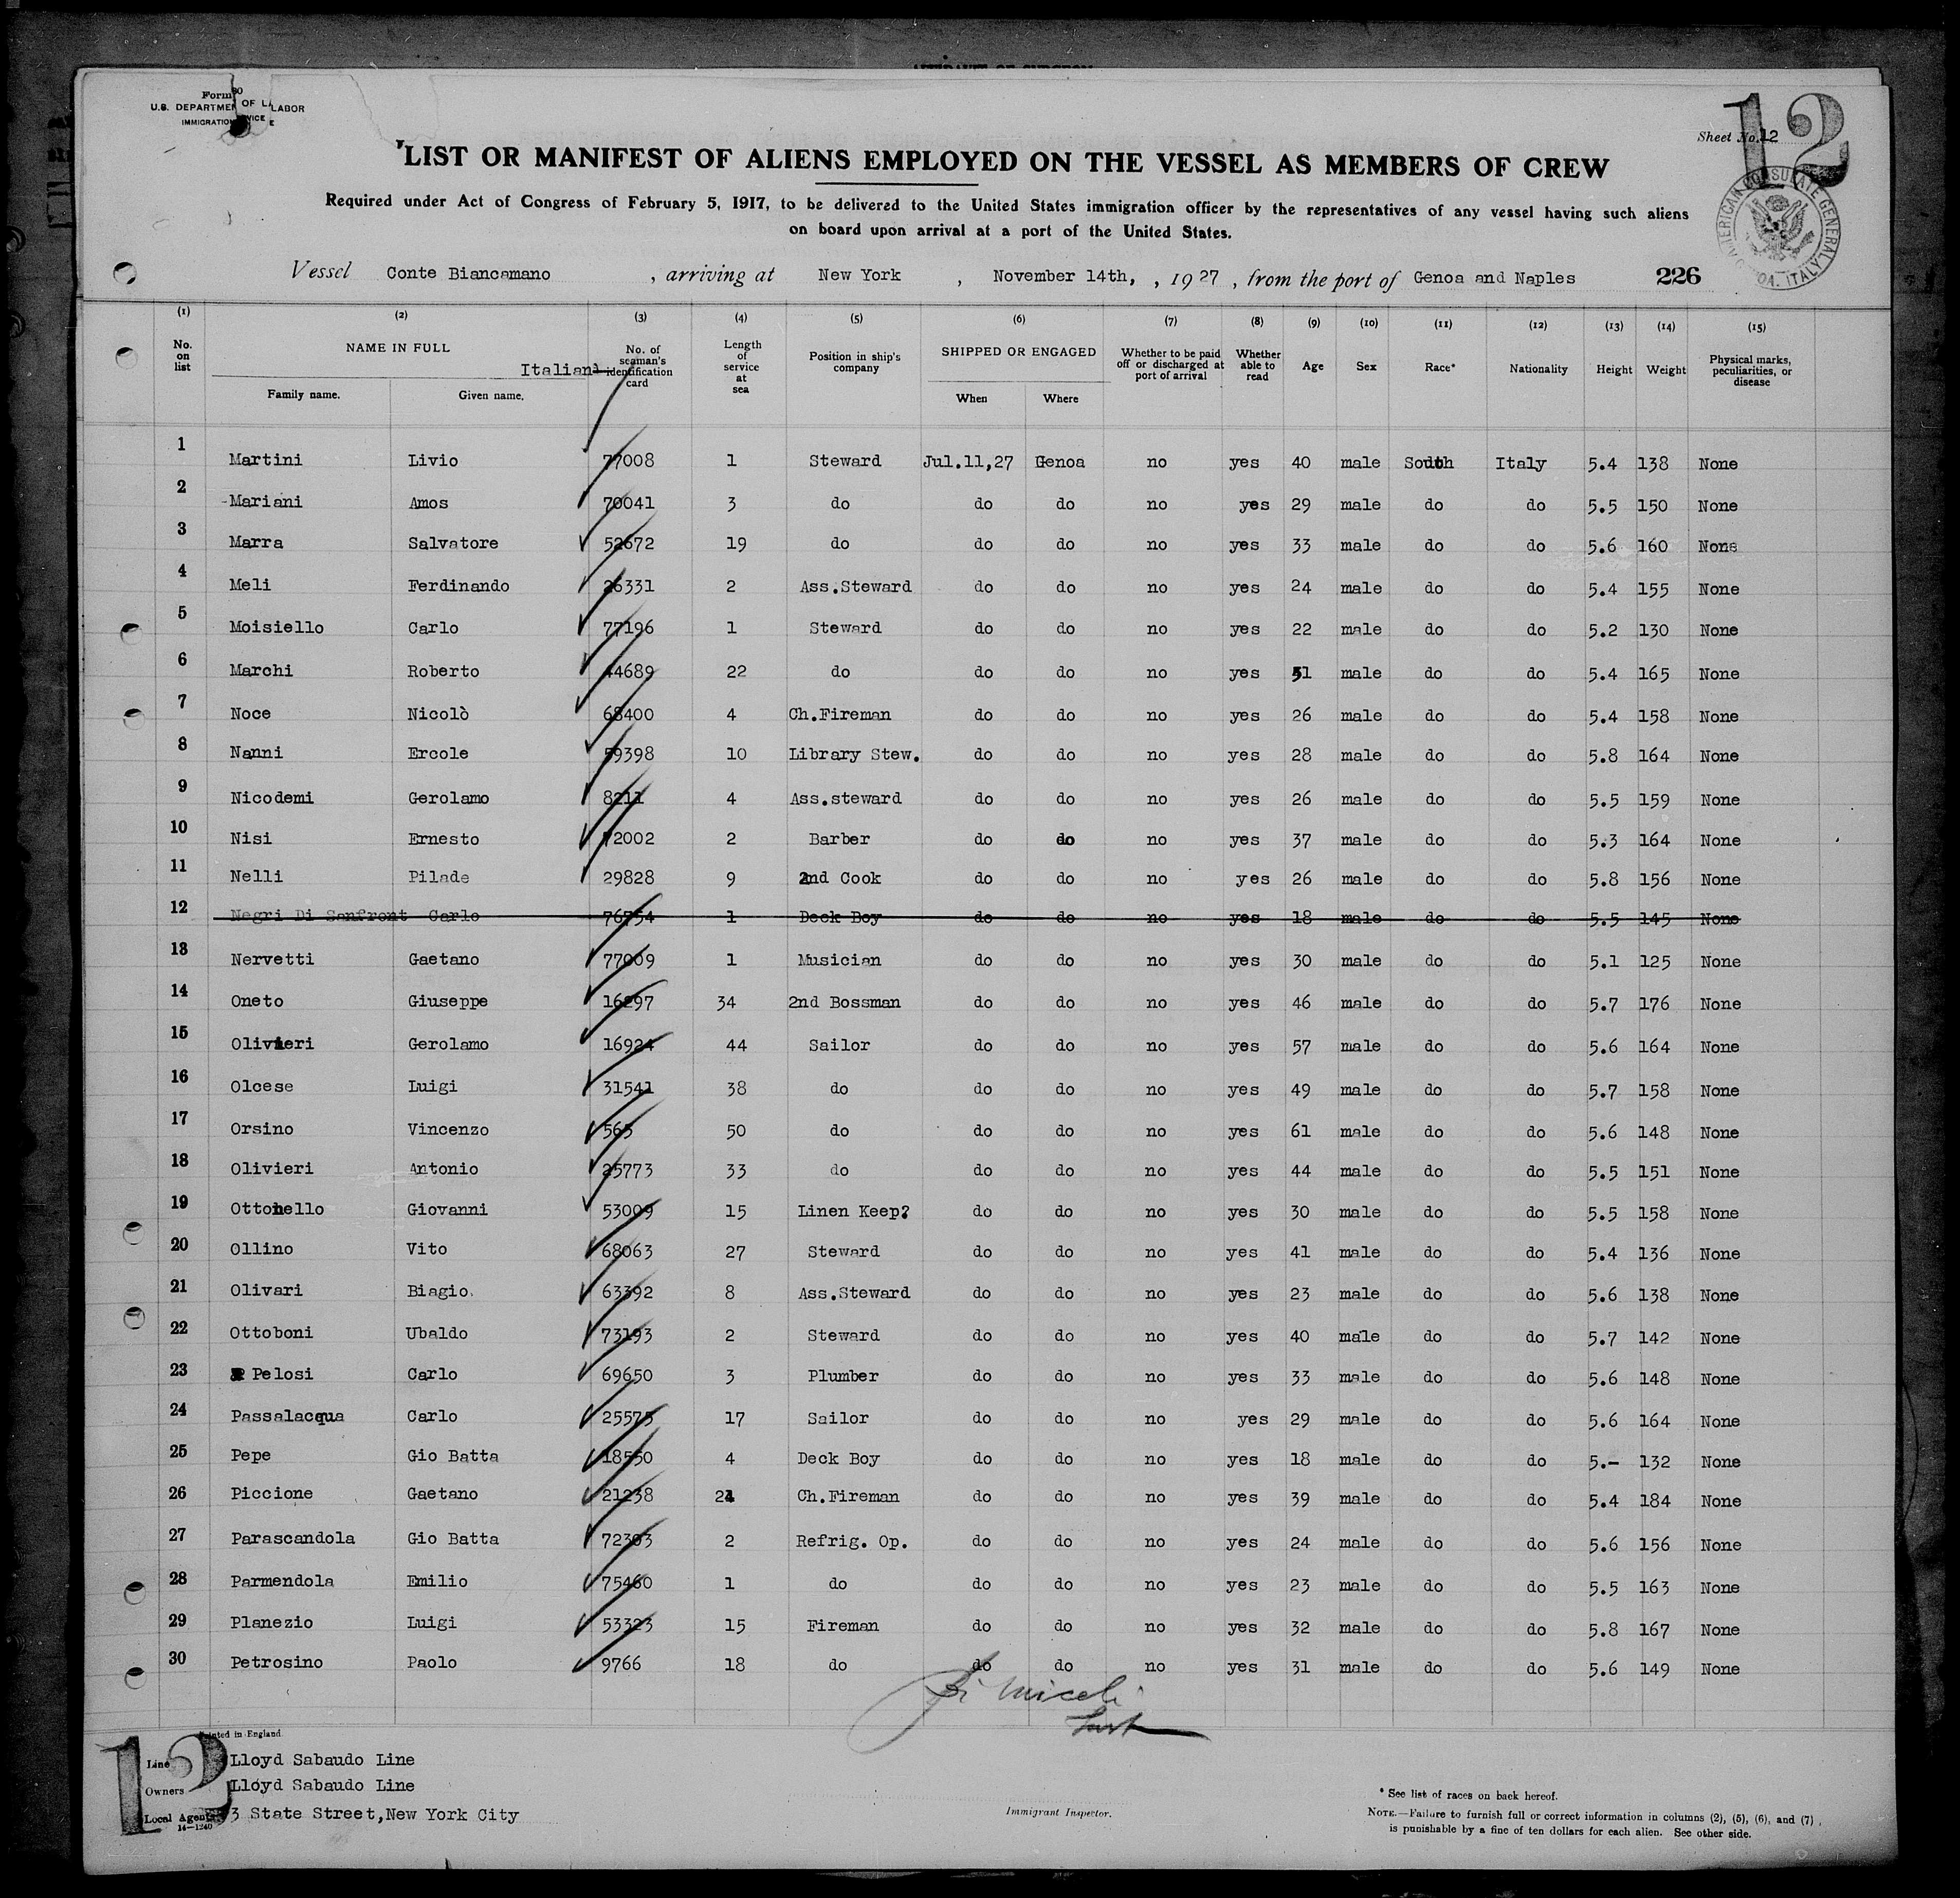 Form
U.S. DEPARTMENT OF LABOR
IMMIGRATION SERVICE
12
Sheet No. 12
LIST OR MANIFEST OF ALIENS EMPLOYED ON THE VESSEL AS MEMBERS OF CREW
Required under Act of Congress of February 5, 1917, to be delivered to the United States immigration officer by the representatives of any vessel having such aliens
on board upon arrival at a port of the United States.
AMERICAN CONSULATE GENERAL GENOA, ITALY
Vessel Conte Biancamano , arriving at New York , November 14th, , 1927 , from the port of Genoa and Naples 226
(1) (2) (3) (4) (5) (6) (7) (8) (9) (10) (11) (12) (13) (14) (15)
No. on list NAME IN FULL Family name. Given name. Italian No. of seaman's identification card Length of service at sea Position in ship's company SHIPPED OR ENGAGED When Where Whether to be paid off or discharged at port of arrival Whether able to read Age Sex Race* Nationality Height Weight Physical marks, peculiarities, or disease
1 Martini Livio 77008 1 Steward Jul.11,27 Genoa no yes 40 male South Italy 5.4 138 None
2 Mariani Amos 70041 3 do do do no yes 29 male do do 5.5 150 None
3 Marra Salvatore 52672 19 do do do no yes 33 male do do 5.6 160 None
4 Meli Ferdinando 26331 2 Ass.Steward do do no yes 24 male do do 5.4 155 None
5 Moisiello Carlo 77196 1 Steward do do no yes 22 male do do 5.2 130 None
6 Marchi Roberto 44689 22 do do do no yes 51 male do do 5.4 165 None
7 Noce Nicolò 68400 4 Ch.Fireman do do no yes 26 male do do 5.4 158 None
8 Nanni Ercole 59398 10 Library Stew. do do no yes 28 male do do 5.8 164 None
9 Nicodemi Gerolamo 8211 4 Ass.steward do do no yes 26 male do do 5.5 159 None
10 Nisi Ernesto 72002 2 Barber do do no yes 37 male do do 5.3 164 None
11 Nelli Pilade 29828 9 2nd Cook do do no yes 26 male do do 5.8 156 None
12 Negri Di Sanfront Carlo 76754 1 Deck Boy do do no yes 18 male do do 5.5 145 None
13 Nervetti Gaetano 77009 1 Musician do do no yes 30 male do do 5.1 125 None
14 Oneto Giuseppe 16297 34 2nd Bossman do do no yes 46 male do do 5.7 176 None
15 Olivieri Gerolamo 16924 44 Sailor do do no yes 57 male do do 5.6 164 None
16 Olcese Luigi 31541 38 do do do no yes 49 male do do 5.7 158 None
17 Orsino Vincenzo 565 50 do do do no yes 61 male do do 5.6 148 None
18 Olivieri Antonio 25773 33 do do do no yes 44 male do do 5.5 151 None
19 Ottonello Giovanni 53009 15 Linen Keep? do do no yes 30 male do do 5.5 158 None
20 Ollino Vito 68063 27 Steward do do no yes 41 male do do 5.4 136 None
21 Olivari Biagio. 63392 8 Ass.Steward do do no yes 23 male do do 5.6 138 None
22 Ottoboni Ubaldo 73193 2 Steward do do no yes 40 male do do 5.7 142 None
23 Pelosi Carlo 69650 3 Plumber do do no yes 33 male do do 5.6 148 None
24 Passalacqua Carlo 25575 17 Sailor do do no yes 29 male do do 5.6 164 None
25 Pepe Gio Batta 18550 4 Deck Boy do do no yes 18 male do do 5.- 132 None
26 Piccione Gaetano 21238 24 Ch.Fireman do do no yes 39 male do do 5.4 184 None
27 Parascandola Gio Batta 72303 2 Refrig. Op. do do no yes 24 male do do 5.6 156 None
28 Parmendola Emilio 75460 1 do do do no yes 23 male do do 5.5 163 None
29 Planezio Luigi 53323 15 Fireman do do no yes 32 male do do 5.8 167 None
30 Petrosino Paolo 9766 18 do do do no yes 31 male do do 5.6 149 None
Printed in England
12
Line Lloyd Sabaudo Line
Owners Lloyd Sabaudo Line
Local Agents 3 State Street,New York City
14—1240
Immigrant Inspector.
* See list of races on back hereof.
NOTE.—Failure to furnish full or correct information in columns (2), (5), (6), and (7)
is punishable by a fine of ten dollars for each alien. See other side.